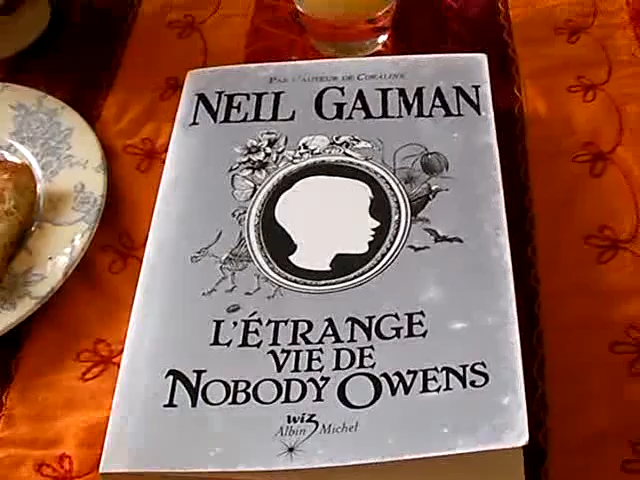 PAR L'AUTEUR DE CORALINE
NEIL GAIMAN
L'ÉTRANGE
VIE DE
NOBODY OWENS
wiz
Albin Michel